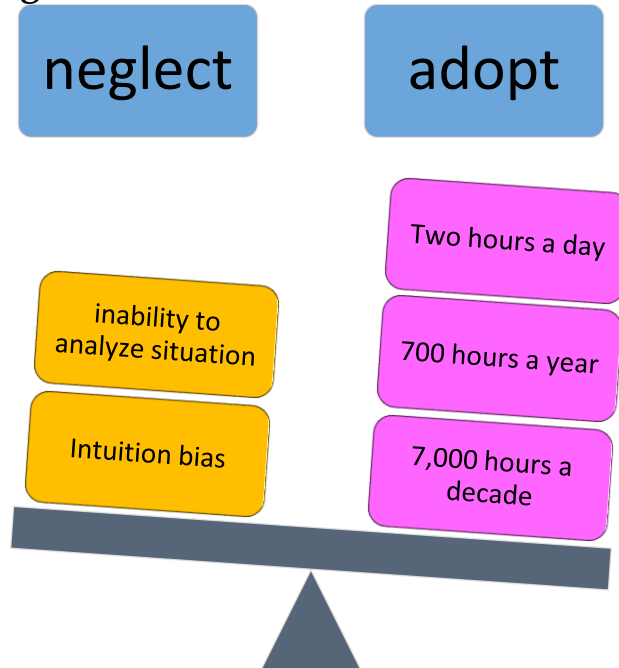 neglect
adopt
Two hours a day
inability to
analyze situation
700 hours a year
Intuition bias
7,000 hours a
decade